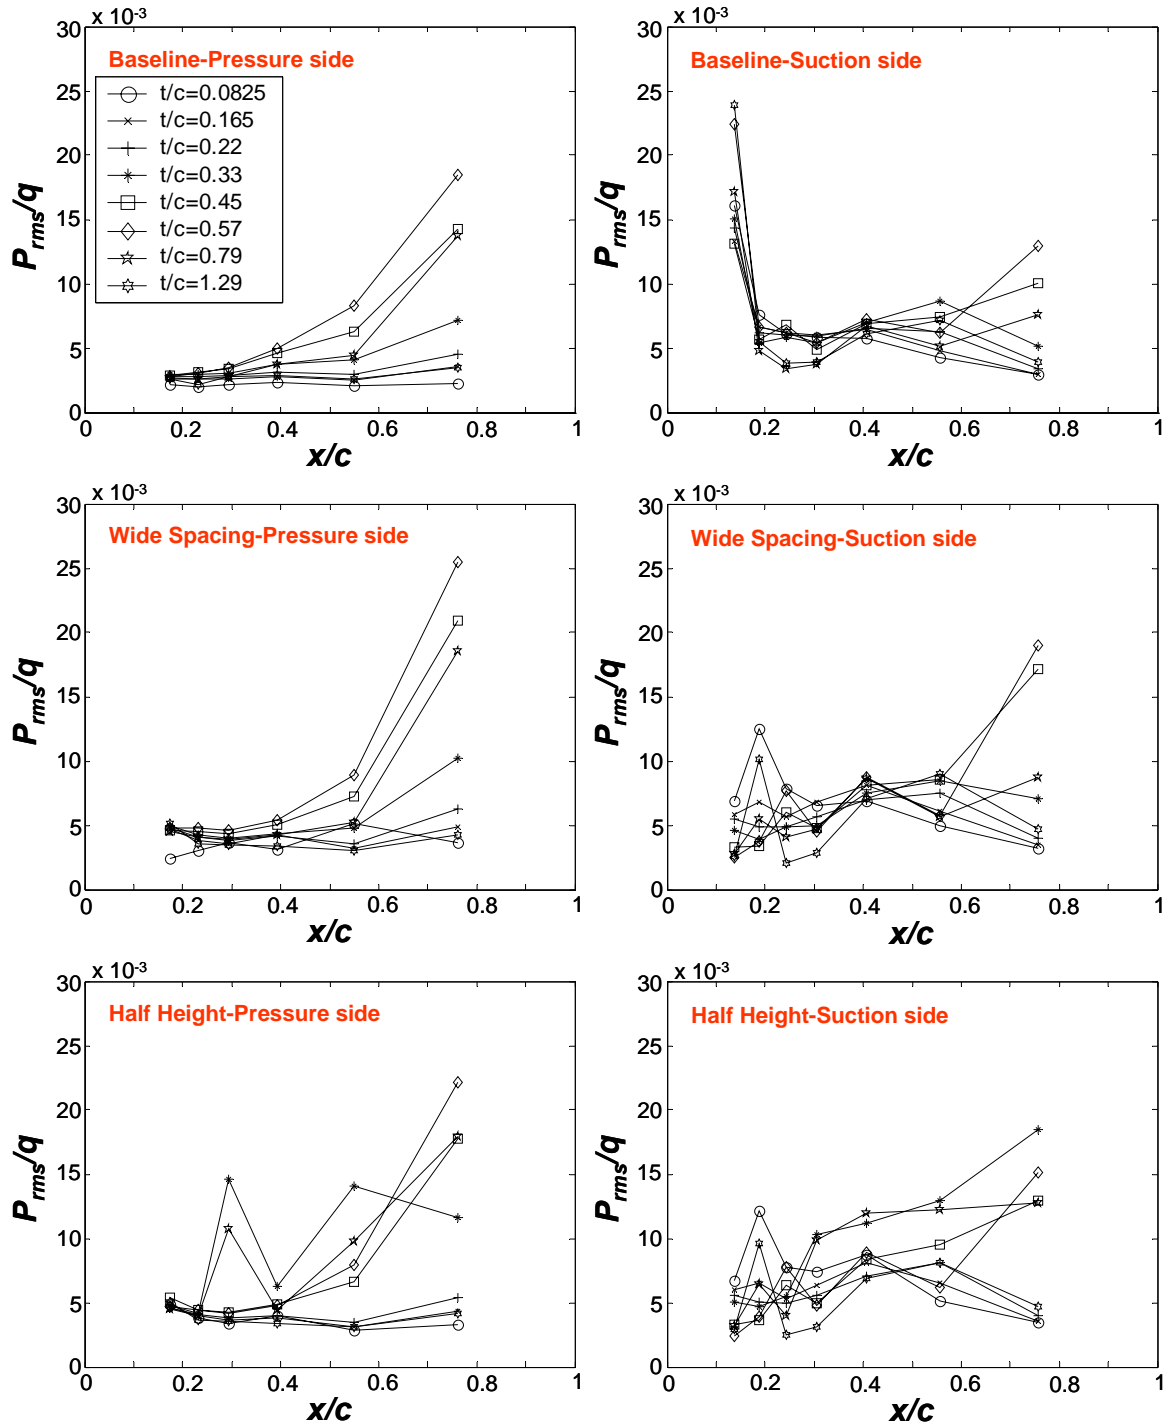 x 10-3
30
25
20
15
10
5
0
Prms/q
Baseline-Pressure side
t/c=0.0825
t/c=0.165
t/c=0.22
t/c=0.33
t/c=0.45
t/c=0.57
t/c=0.79
t/c=1.29
0 0.2 0.4 0.6 0.8 1
x/c
x 10-3
30
25
20
15
10
5
0
Prms/q
Baseline-Suction side
0 0.2 0.4 0.6 0.8 1
x/c
x 10-3
30
25
20
15
10
5
0
Prms/q
Wide Spacing-Pressure side
0 0.2 0.4 0.6 0.8 1
x/c
x 10-3
30
25
20
15
10
5
0
Prms/q
Wide Spacing-Suction side
0 0.2 0.4 0.6 0.8 1
x/c
x 10-3
30
25
20
15
10
5
0
Prms/q
Half Height-Pressure side
0 0.2 0.4 0.6 0.8 1
x/c
x 10-3
30
25
20
15
10
5
0
Prms/q
Half Height-Suction side
0 0.2 0.4 0.6 0.8 1
x/c